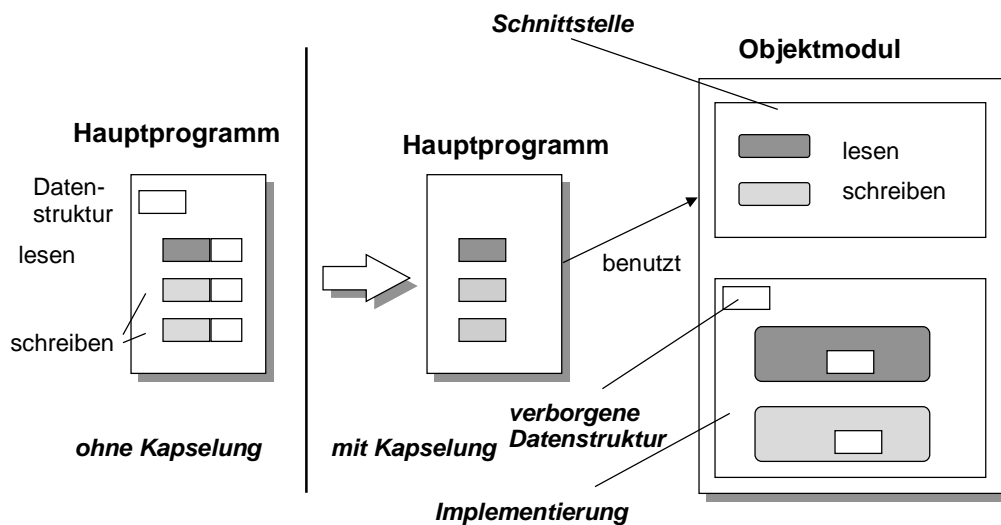 Schnittstelle
Objektmodul
Hauptprogramm
Hauptprogramm
Daten-
struktur
lesen
schreiben
benutzt
lesen
schreiben
verborgene
Datenstruktur
ohne Kapselung
mit Kapselung
Implementierung